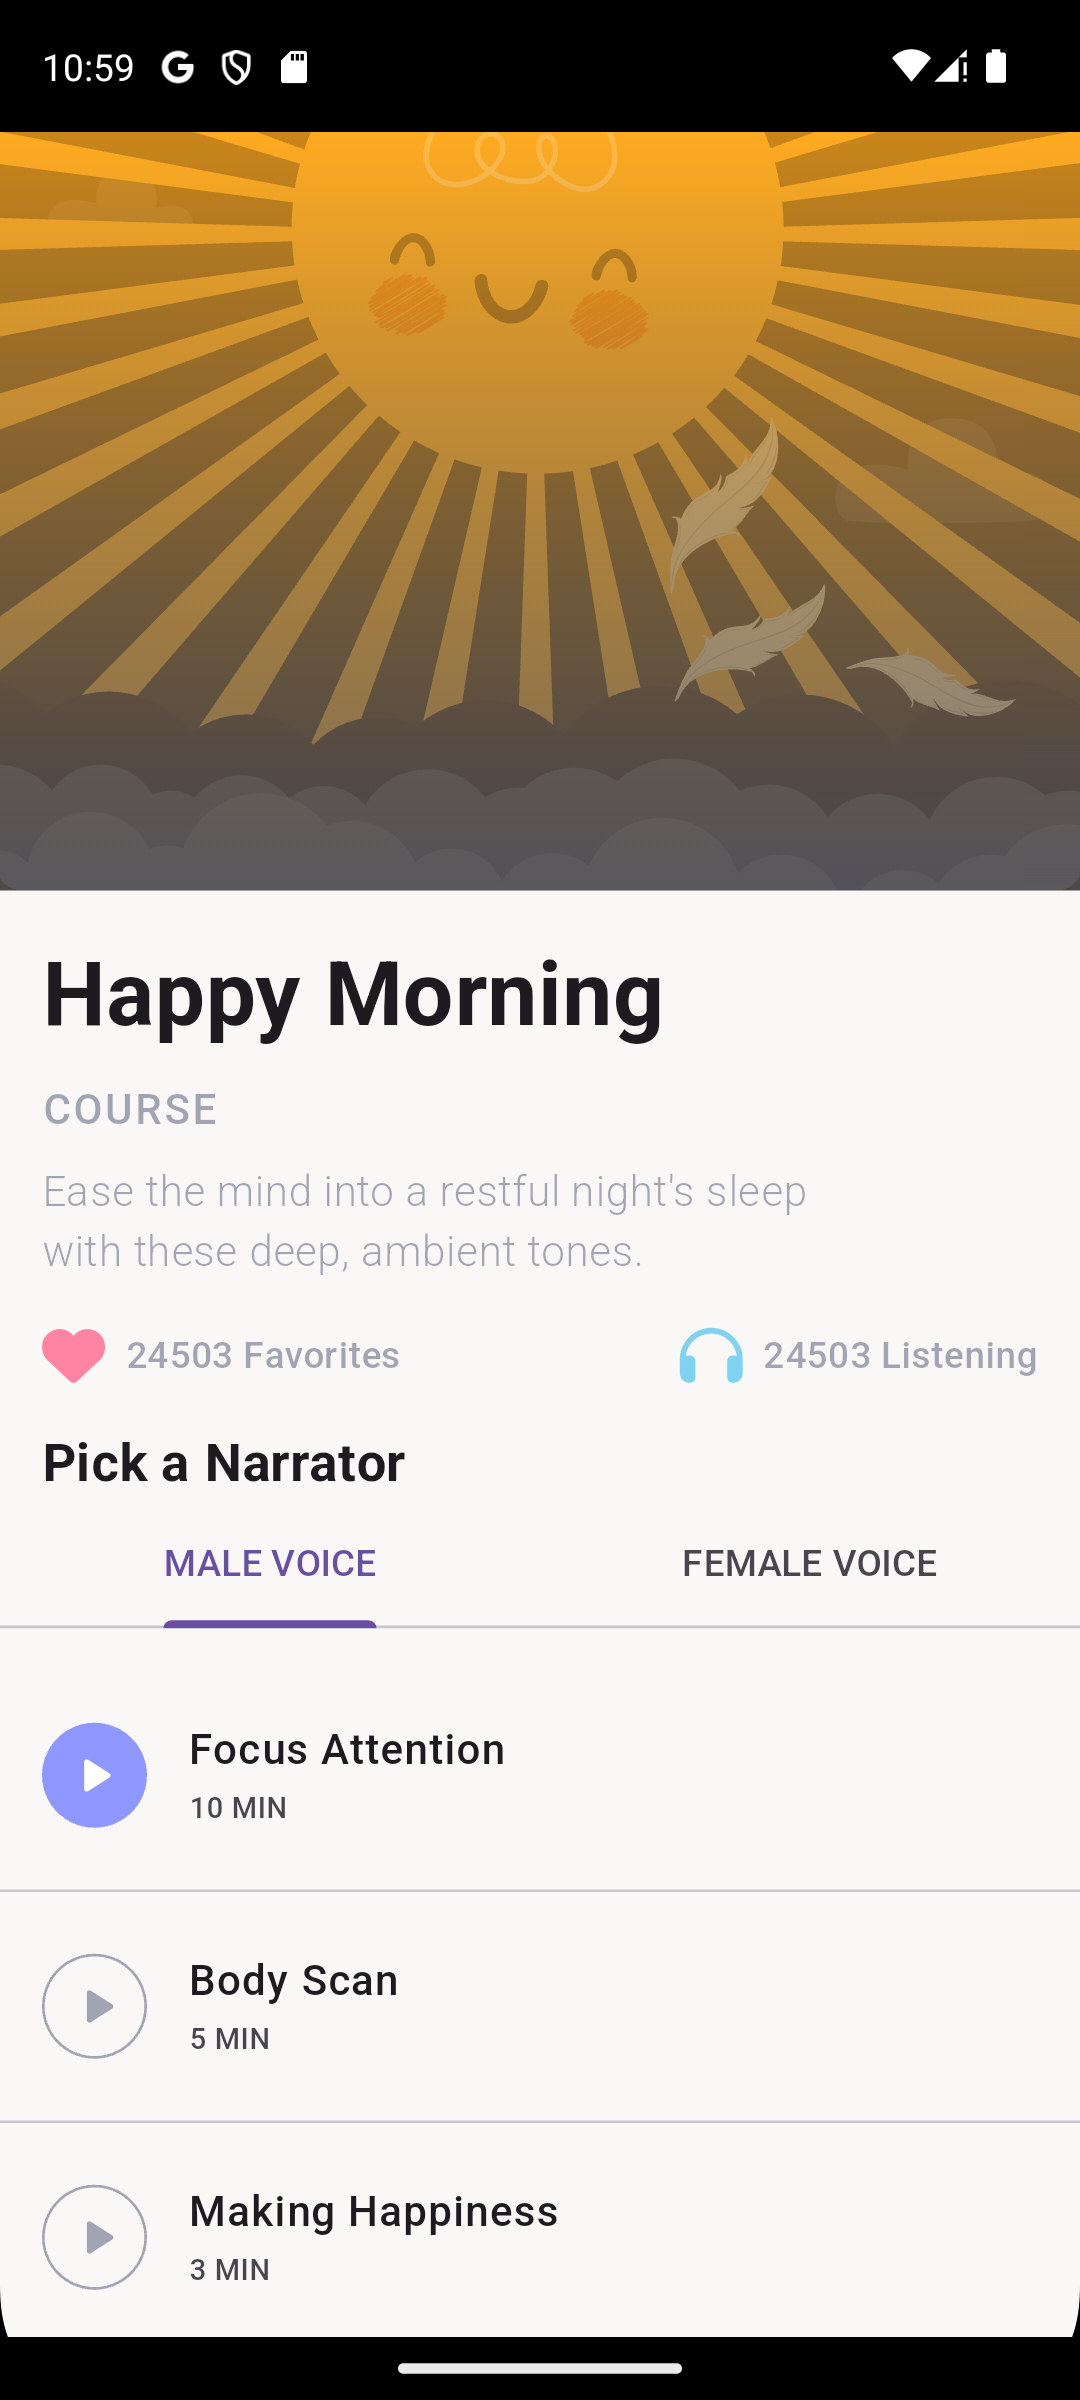 10:59
Happy Morning
COURSE
Ease the mind into a restful night's sleep
with these deep, ambient tones.
24503 Favorites
24503 Listening
Pick a Narrator
MALE VOICE
FEMALE VOICE
Focus Attention
10 MIN
Body Scan
5 MIN
Making Happiness
3 MIN